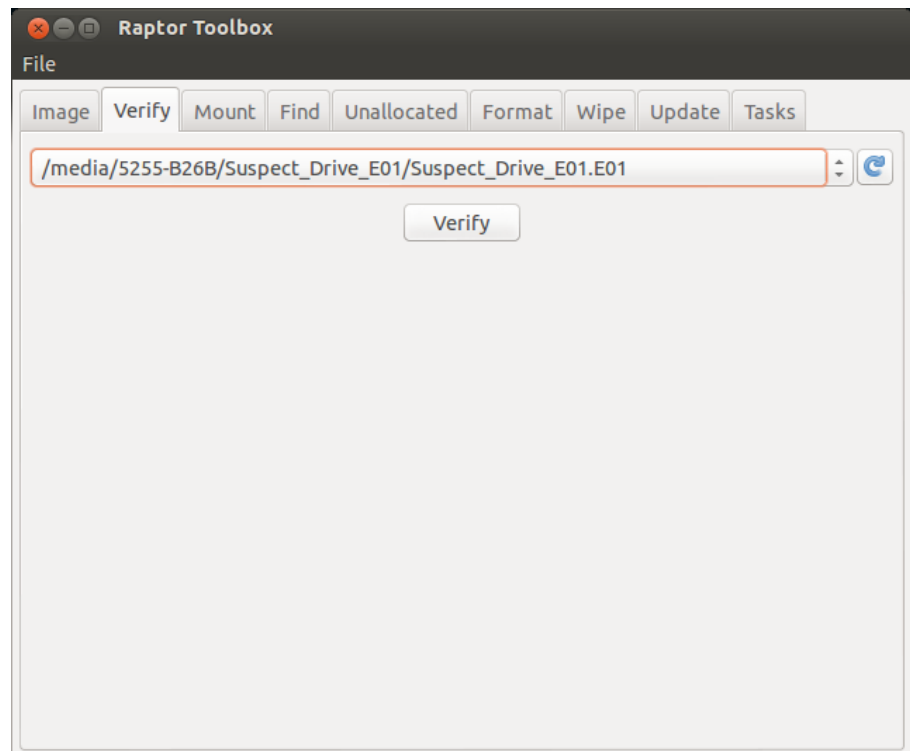 Raptor Toolbox
File
Image Verify Mount Find Unallocated Format Wipe Update Tasks
/media/5255-B26B/Suspect_Drive_E01/Suspect_Drive_E01.E01
Verify